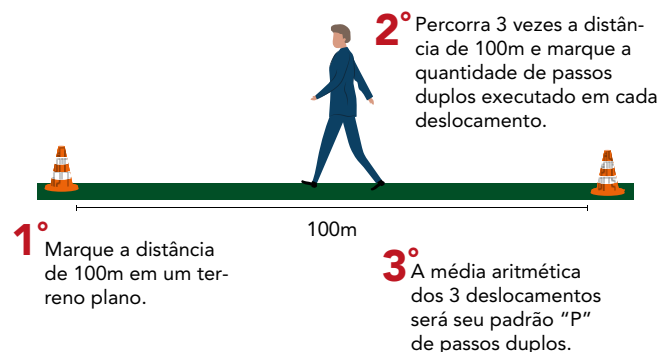 1°
Marque a distância
de 100m em um ter-
reno plano.
2°
Percorra 3 vezes a distân-
cia de 100m e marque a
quantidade de passos
duplos executado em cada
deslocamento.
100m
3°
A média aritmética
dos 3 deslocamentos
será seu padrão “P”
de passos duplos.